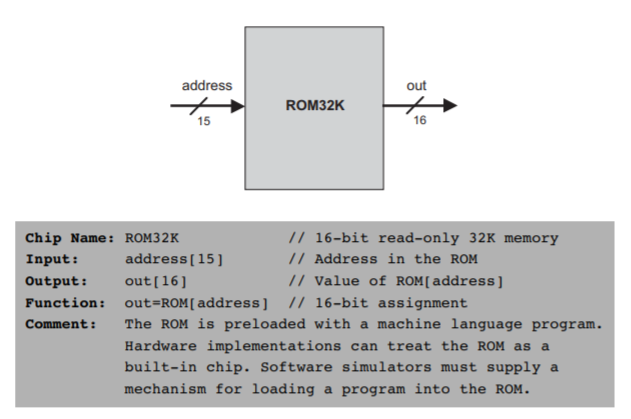 address
out
ROM32K
15
16
Chip Name: ROM32K // 16-bit read-only 32K memory
Input: address[15] // Address in the ROM
Output: out[16] // Value of ROM[address]
Function: out=ROM[address] // 16-bit assignment
Comment: The ROM is preloaded with a machine language program.
Hardware implementations can treat the ROM as a
built-in chip. Software simulators must supply a
mechanism for loading a program into the ROM.